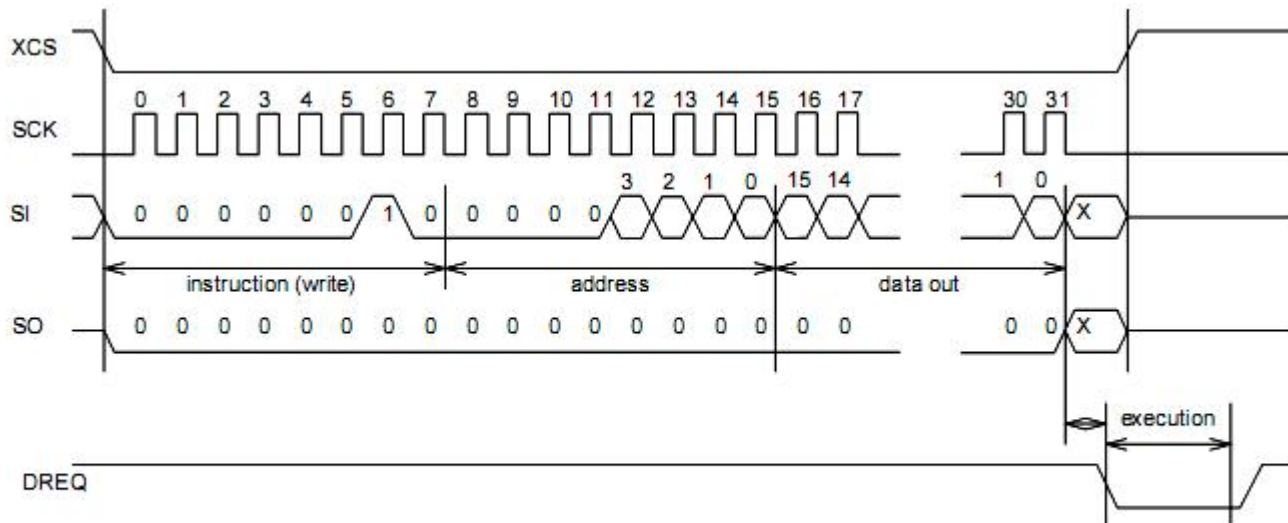 XCS
0 1 2 3 4 5 6 7 8 9 10 11 12 13 14 15 16 17 30 31
SCK
3 2 1 0 15 14 1 0
SI 0 0 0 0 0 0 1 0 0 0 0 0 X
instruction (write) address data out
SO 0 0 0 0 0 0 0 0 0 0 0 0 0 0 0 0 0 0 0 0 X
execution
DREQ